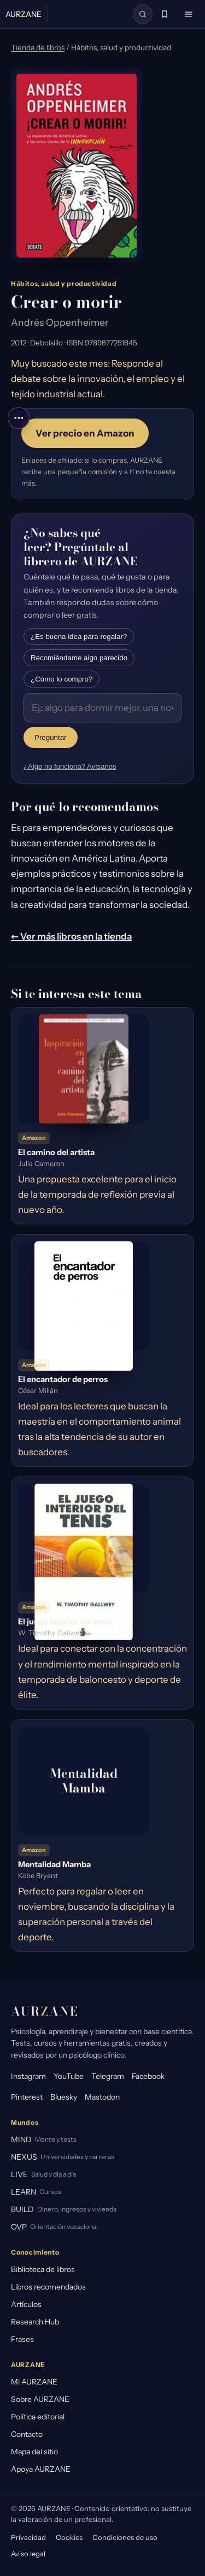 AURZANE
Tienda de libros / Hábitos, salud y productividad
ANDRÉS
OPPENHEIMER
¡CREAR O MORIR!
La esperanza de América Latina
y las cinco claves de la INNOVACIÓN
DEBATE
Hábitos, salud y productividad
Crear o morir
Andrés Oppenheimer
2012 · Debolsillo · ISBN 9789877251845
Muy buscado este mes: Responde al
debate sobre la innovación, el empleo y el
tejido industrial actual.
Ver precio en Amazon
Enlaces de afiliado: si lo compras, AURZANE
recibe una pequeña comisión y a ti no te cuesta
más.
¿No sabes qué
leer? Pregúntale al
librero de AURZANE
Cuéntale qué te pasa, qué te gusta o para
quién es, y te recomienda libros de la tienda.
También responde dudas sobre cómo
comprar o leer gratis.
¿Es buena idea para regalar?
Recomiéndame algo parecido
¿Cómo lo compro?
Ej.: algo para dormir mejor, una nov
Preguntar
¿Algo no funciona? Avísanos
Por qué lo recomendamos
Es para emprendedores y curiosos que
buscan entender los motores de la
innovación en América Latina. Aporta
ejemplos prácticos y testimonios sobre la
importancia de la educación, la tecnología y
la creatividad para transformar la sociedad.
← Ver más libros en la tienda
Si te interesa este tema
Inspiración en
el camino
del artista
Julia Cameron
Amazon
El camino del artista
Julia Cameron
Una propuesta excelente para el inicio
de la temporada de reflexión previa al
nuevo año.
El
encantador
de perros
Amazon
El encantador de perros
César Millán
Ideal para los lectores que buscan la
maestría en el comportamiento animal
tras la alta tendencia de su autor en
buscadores.
EL JUEGO
INTERIOR DEL
TENIS
W. TIMOTHY GALLWEY
Amazon
El juego interior del tenis
W. Timothy Gallwey
Ideal para conectar con la concentración
y el rendimiento mental inspirado en la
temporada de baloncesto y deporte de
élite.
Mentalidad
Mamba
Amazon
Mentalidad Mamba
Kobe Bryant
Perfecto para regalar o leer en
noviembre, buscando disciplina y la
superación personal a través del
deporte.
AURZANE
Psicología, aprendizaje y bienestar con base científica.
Tests, cursos y herramientas gratis, creados y
revisados por un psicólogo clínico.
Instagram YouTube Telegram Facebook
Pinterest Bluesky Mastodon
Mundos
MIND Mente y tests
NEXUS Universidades y carreras
LIVE Salud y día a día
LEARN Cursos
BUILD Dinero, ingresos y vivienda
OVP Orientación vocacional
Conocimiento
Biblioteca de libros
Libros recomendados
Artículos
Research Hub
Frases
AURZANE
Mi AURZANE
Sobre AURZANE
Política editorial
Contacto
Mapa del sitio
Apoya AURZANE
© 2026 AURZANE · Contenido orientativo: no sustituye
la valoración de un profesional.
Privacidad Cookies Condiciones de uso
Aviso legal